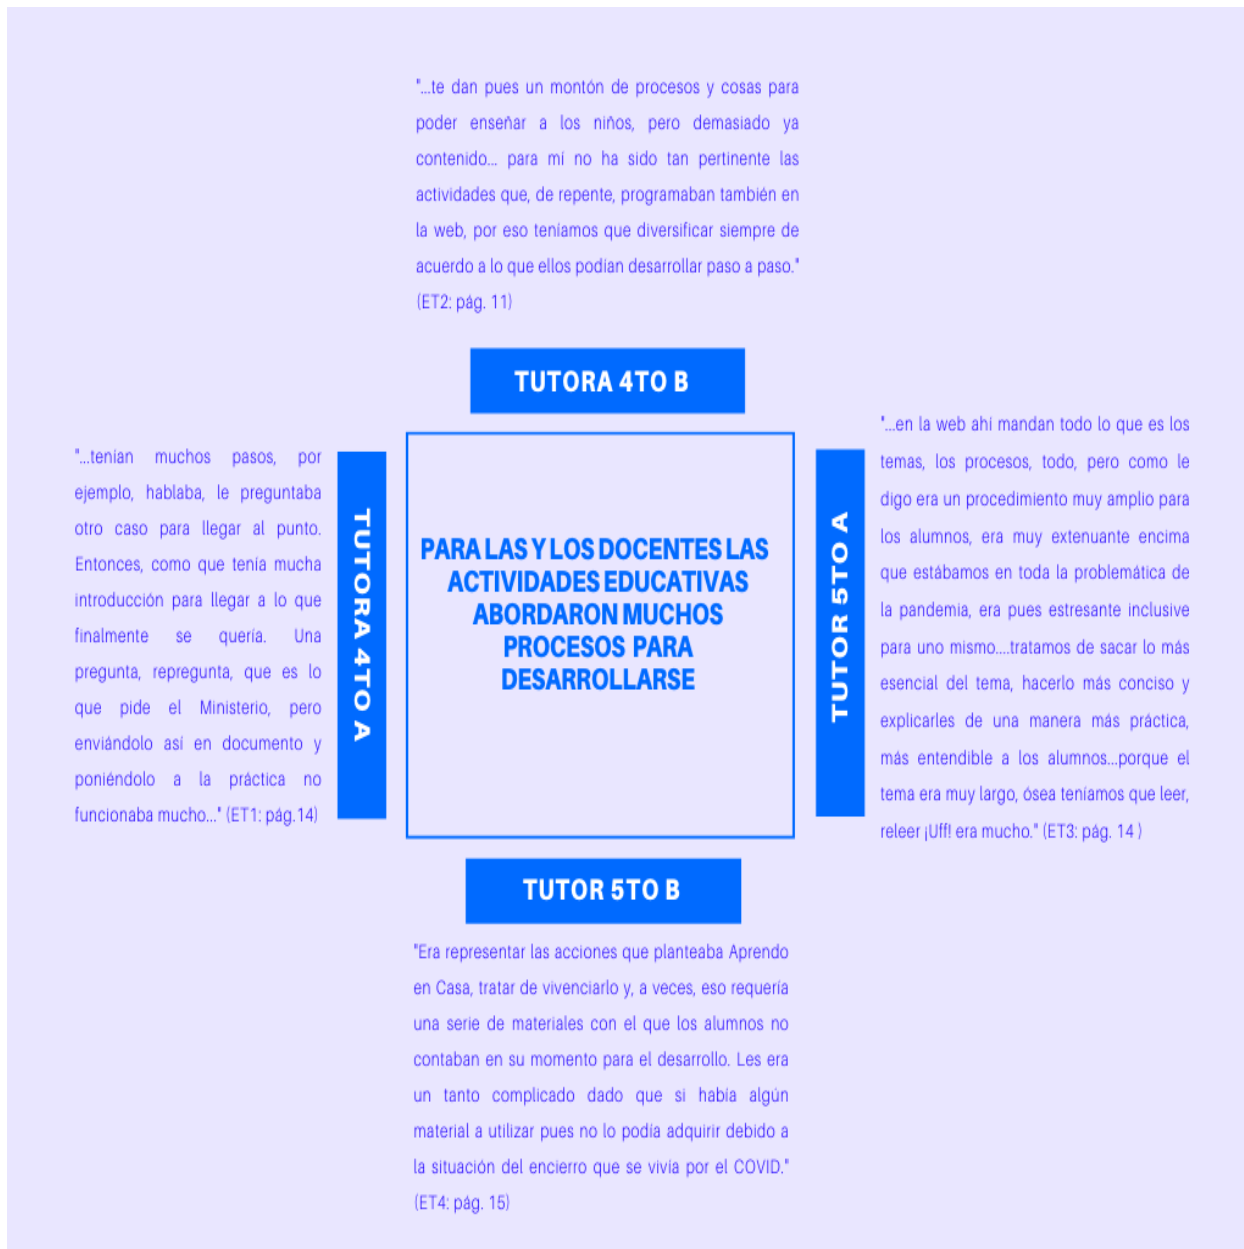 "...te dan pues un montón de procesos y cosas para
poder enseñar a los niños, pero demasiado ya
contenido... para mí no ha sido tan pertinente las
actividades que, de repente, programaban también en
la web, por eso teníamos que diversificar siempre de
acuerdo a lo que ellos podían desarrollar paso a paso."
(ET2: pág. 11)
TUTORA 4TO B
"...tenían muchos pasos, por
ejemplo, hablaba, le preguntaba
otro caso para llegar al punto.
Entonces, como que tenía mucha
introducción para llegar a lo que
finalmente se quería. Una
pregunta, repregunta, que es lo
que pide el Ministerio, pero
enviándolo así en documento y
poniéndolo a la práctica no
funcionaba mucho..." (ET1: pág.14)
TUTORA 4TO A
PARA LAS Y LOS DOCENTES LAS
ACTIVIDADES EDUCATIVAS
ABORDARON MUCHOS
PROCESOS PARA
DESARROLLARSE
TUTOR 5TO A
"...en la web ahí mandan todo lo que es los
temas, los procesos, todo, pero como le
digo era un procedimiento muy amplio para
los alumnos, era muy extenuante encima
que estábamos en toda la problemática de
la pandemia, era pues estresante inclusive
para uno mismo....tratamos de sacar lo más
esencial del tema, hacerlo más conciso y
explicarles de una manera más práctica,
más entendible a los alumnos...porque el
tema era muy largo, ósea teníamos que leer,
releer ¡Uff! era mucho." (ET3: pág. 14 )
TUTOR 5TO B
"Era representar las acciones que planteaba Aprendo
en Casa, tratar de vivenciarlo y, a veces, eso requería
una serie de materiales con el que los alumnos no
contaban en su momento para el desarrollo. Les era
un tanto complicado dado que si había algún
material a utilizar pues no lo podía adquirir debido a
la situación del encierro que se vivía por el COVID."
(ET4: pág. 15)